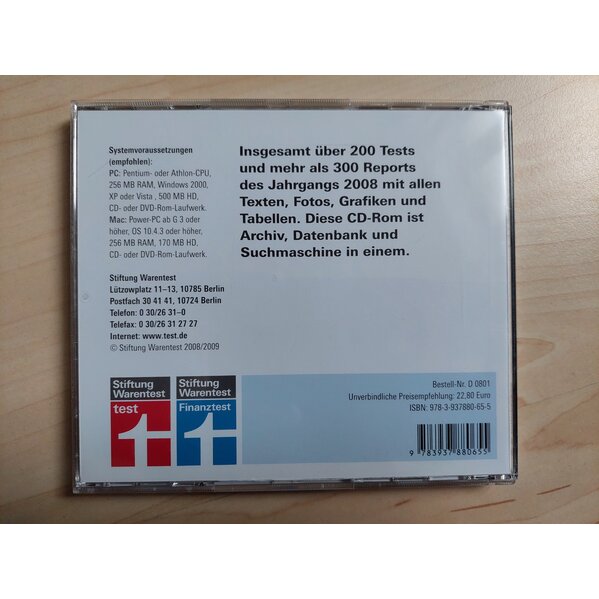 Systemvoraussetzungen
(empfohlen):
PC: Pentium- oder Athlon-CPU,
256 MB RAM, Windows 2000,
XP oder Vista , 500 MB HD,
CD- oder DVD-Rom-Laufwerk.
Mac: Power-PC ab G 3 oder
höher, OS 10.4.3 oder höher,
256 MB RAM, 170 MB HD,
CD- oder DVD-Rom-Laufwerk.
Stiftung Warentest
Lützowplatz 11–13, 10785 Berlin
Postfach 30 41 41, 10724 Berlin
Telefon: 0 30/26 31–0
Telefax: 0 30/26 31 27 27
Internet: www.test.de
© Stiftung Warentest 2008/2009
Insgesamt über 200 Tests
und mehr als 300 Reports
des Jahrgangs 2008 mit allen
Texten, Fotos, Grafiken und
Tabellen. Diese CD-Rom ist
Archiv, Datenbank und
Suchmaschine in einem.
Stiftung
Warentest
test
Stiftung
Warentest
Finanztest
Bestell-Nr. D 0801
Unverbindliche Preisempfehlung: 22,80 Euro
ISBN: 978-3-937880-65-5
9 783937 880655